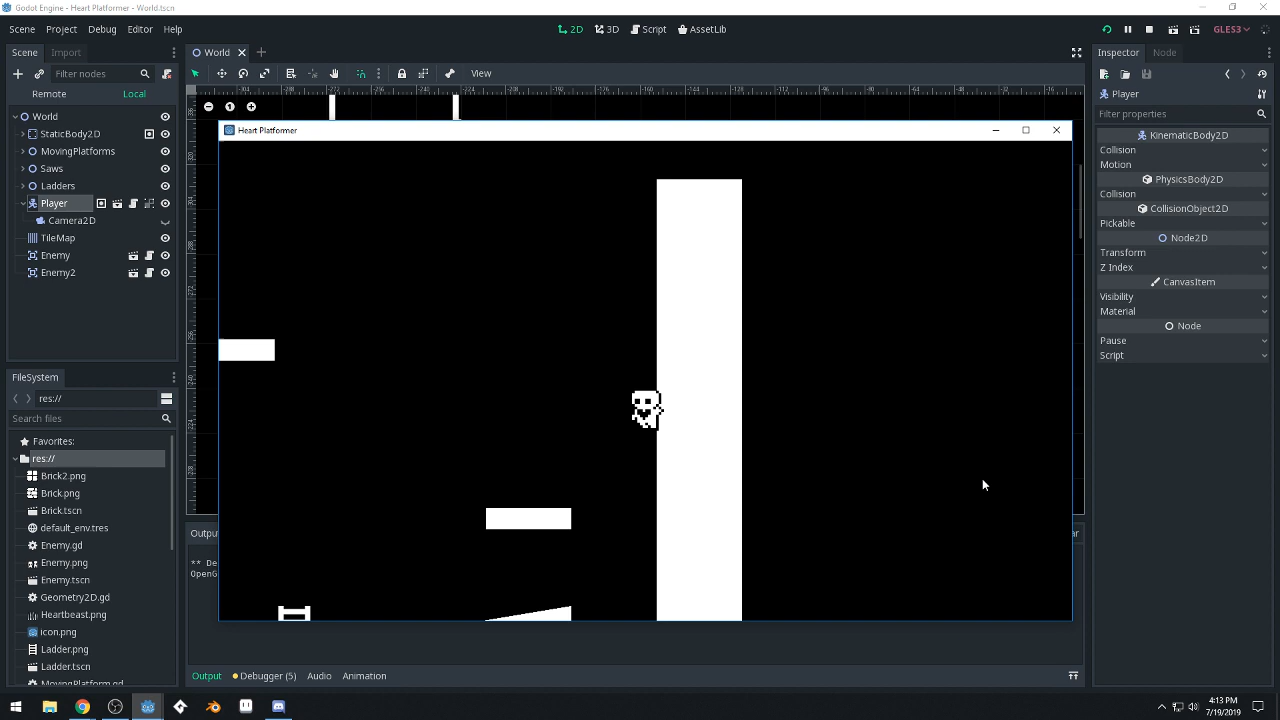 Godot Engine - Heart Platformer - World.tscn
Scene Project Debug Editor Help
2D 3D Script AssetLib
GLES3
Scene Import
World
Inspector Node
Filter nodes
View
Remote Local
World
StaticBody2D
MovingPlatforms
Saws
Ladders
Player
Camera2D
TileMap
Enemy
Enemy2
Heart Platformer
Player
Filter properties
KinematicBody2D
Collision
Motion
PhysicsBody2D
Collision
CollisionObject2D
Pickable
Node2D
Transform
Z Index
CanvasItem
Visibility
Material
Node
Pause
Script
FileSystem
res://
Search files
Favorites:
res://
Brick2.png
Brick.png
Brick.tscn
default_env.tres
Enemy.gd
Enemy.png
Enemy.tscn
Geometry2D.gd
Heartbeast.png
icon.png
Ladder.png
Ladder.tscn
MovingPlatform.gd
Output
** De
OpenG
ar
Output Debugger (5) Audio Animation
4:13 PM
7/19/2019